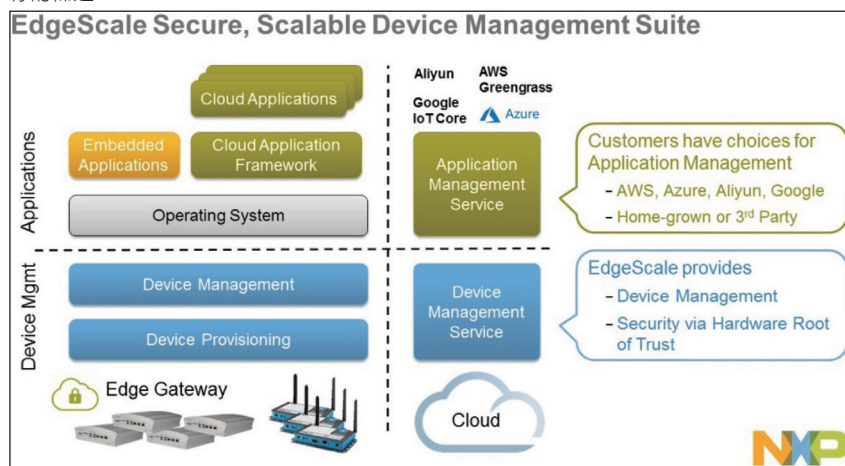 EdgeScale Secure, Scalable Device Management Suite
Applications
Cloud Applications
Embedded
Applications
Cloud Application
Framework
Operating System
Aliyun
AWS
Greengrass
Google
IoT Core
Azure
Application
Management
Service
Customers have choices for
Application Management
- AWS, Azure, Aliyun, Google
- Home-grown or 3rd Party
Device Mgmt
Device Management
Device Provisioning
Device
Management
Service
EdgeScale provides
- Device Management
- Security via Hardware Root
of Trust
Edge Gateway
Cloud
NXP